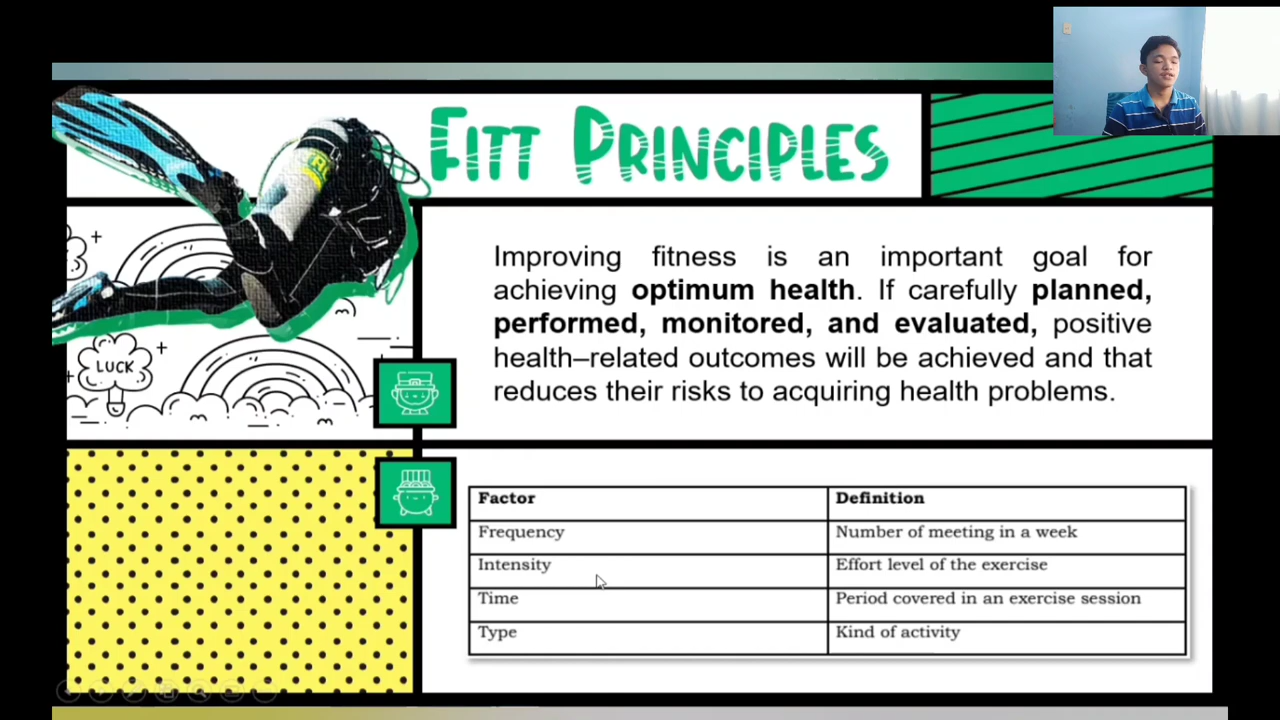 FITT PRINCIPLES
Improving fitness is an important goal for
achieving optimum health. If carefully planned,
performed, monitored, and evaluated, positive
health–related outcomes will be achieved and that
reduces their risks to acquiring health problems.
LUCK
Factor Definition
Frequency Number of meeting in a week
Intensity Effort level of the exercise
Time Period covered in an exercise session
Type Kind of activity